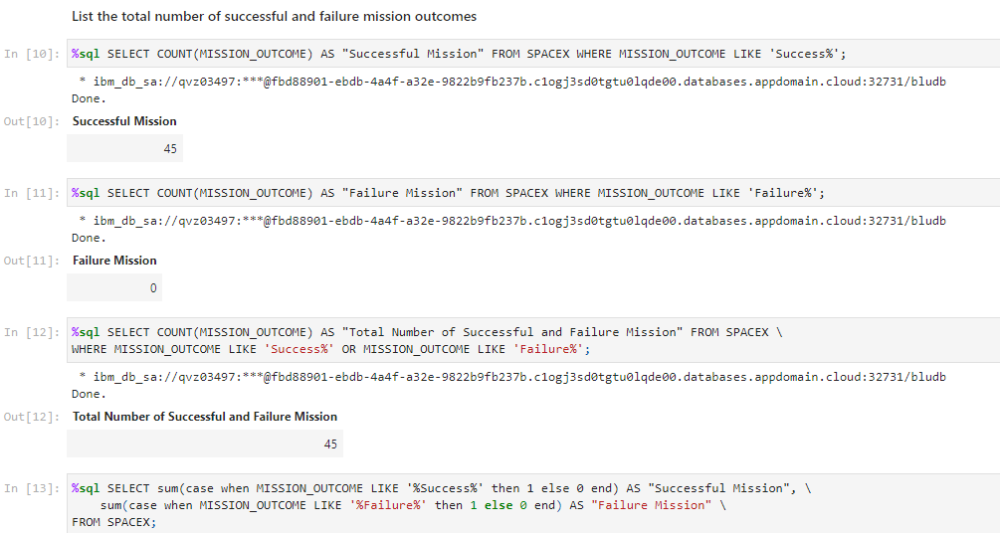 List the total number of successful and failure mission outcomes
In [10]: %sql SELECT COUNT(MISSION_OUTCOME) AS "Successful Mission" FROM SPACEX WHERE MISSION_OUTCOME LIKE 'Success%';
* ibm_db_sa://qvz03497:***@fbd88901-ebdb-4a4f-a32e-9822b9fb237b.c1ogj3sd0tgtu0lqde00.databases.appdomain.cloud:32731/bludb
Done.
Out[10]: Successful Mission
45
In [11]: %sql SELECT COUNT(MISSION_OUTCOME) AS "Failure Mission" FROM SPACEX WHERE MISSION_OUTCOME LIKE 'Failure%';
* ibm_db_sa://qvz03497:***@fbd88901-ebdb-4a4f-a32e-9822b9fb237b.c1ogj3sd0tgtu0lqde00.databases.appdomain.cloud:32731/bludb
Done.
Out[11]: Failure Mission
0
In [12]: %sql SELECT COUNT(MISSION_OUTCOME) AS "Total Number of Successful and Failure Mission" FROM SPACEX \
WHERE MISSION_OUTCOME LIKE 'Success%' OR MISSION_OUTCOME LIKE 'Failure%';
* ibm_db_sa://qvz03497:***@fbd88901-ebdb-4a4f-a32e-9822b9fb237b.c1ogj3sd0tgtu0lqde00.databases.appdomain.cloud:32731/bludb
Done.
Out[12]: Total Number of Successful and Failure Mission
45
In [13]: %sql SELECT sum(case when MISSION_OUTCOME LIKE '%Success%' then 1 else 0 end) AS "Successful Mission", \
sum(case when MISSION_OUTCOME LIKE '%Failure%' then 1 else 0 end) AS "Failure Mission" \
FROM SPACEX;